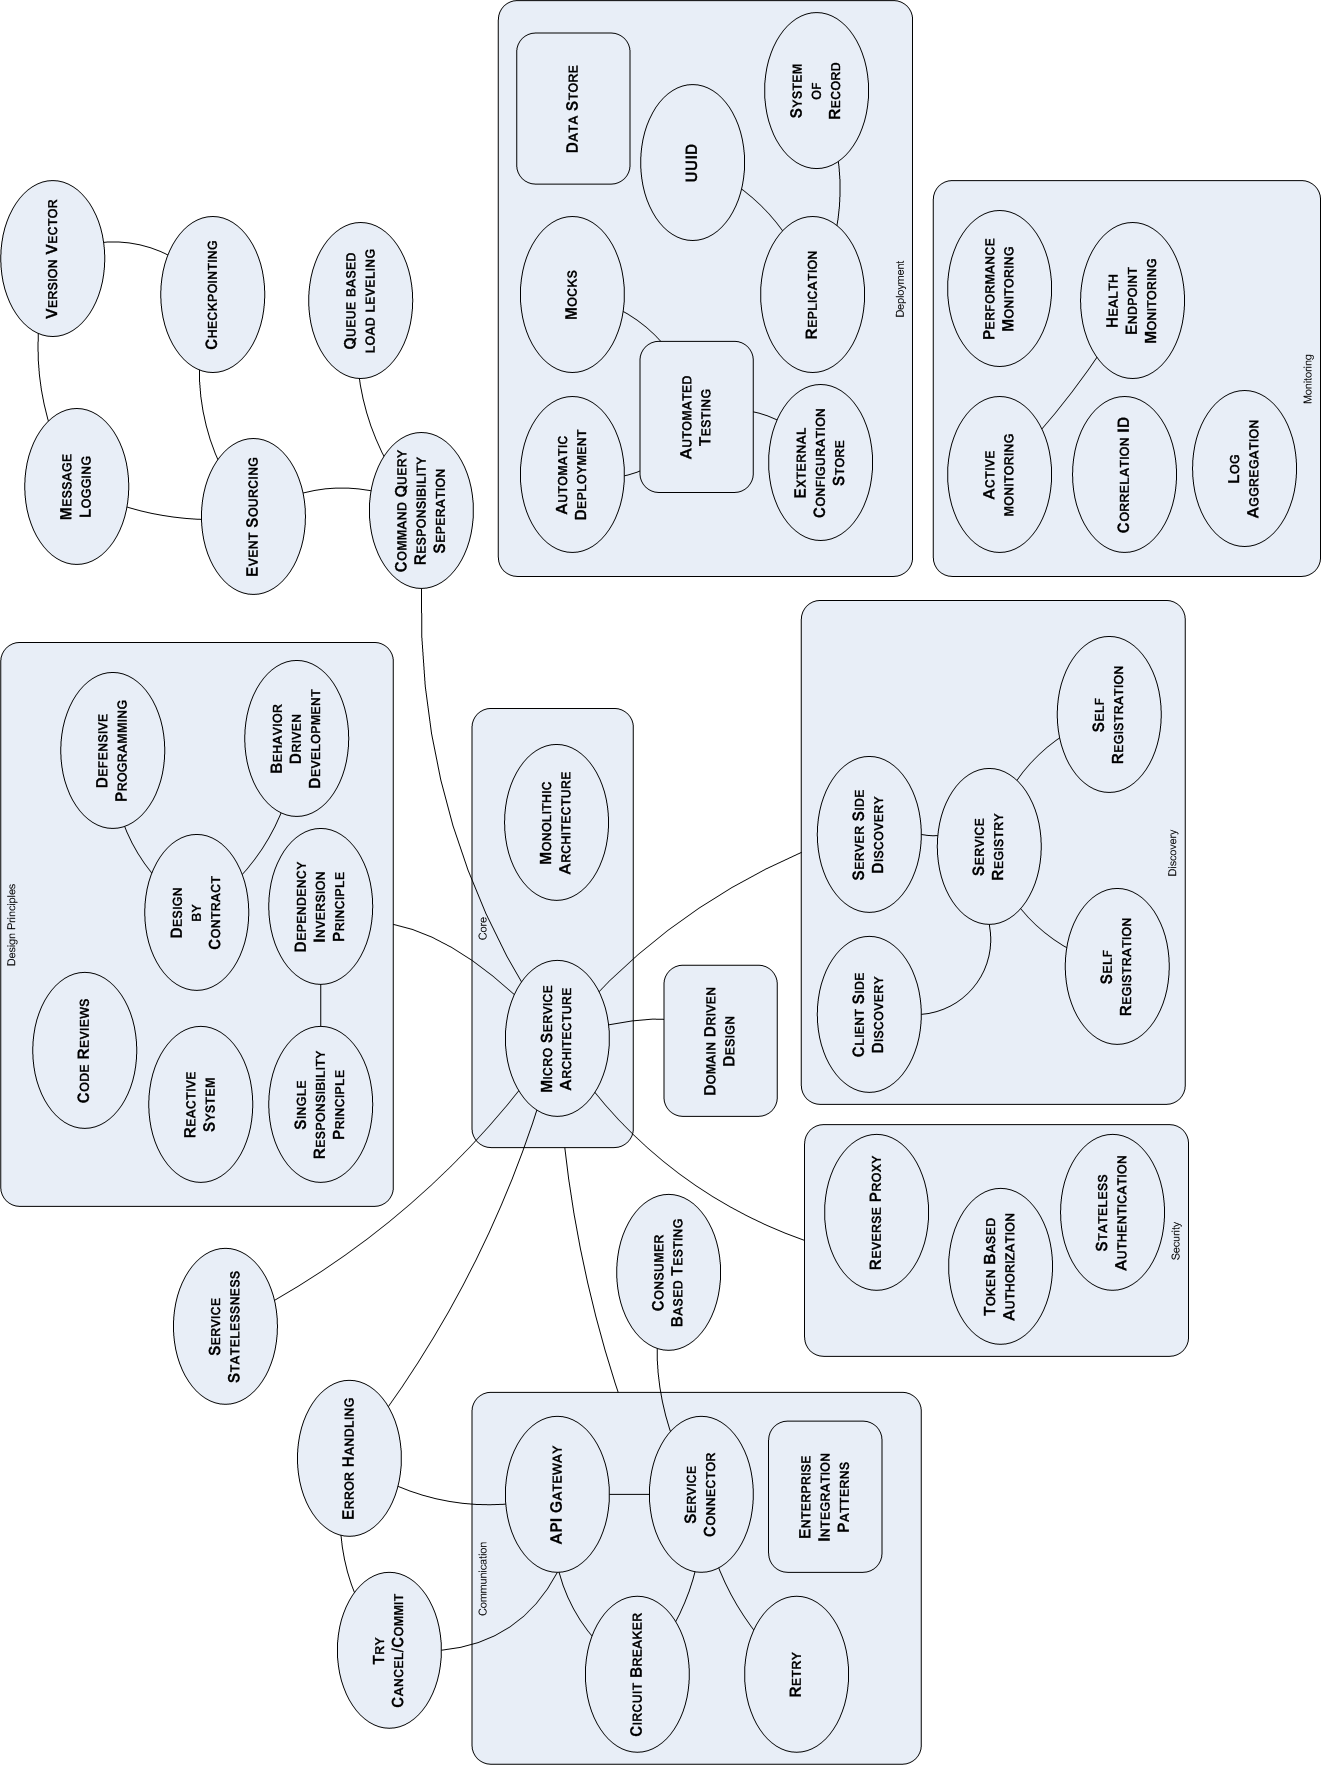 Design Principles
Code Reviews
Defensive
Programming
Reactive
System
Design
by
Contract
Behavior
Driven
Development
Single
Responsibility
Principle
Dependency
Inversion
Principle
Message
Logging
Version Vector
Checkpointing
Event Sourcing
Queue based
load leveling
Command Query
Responsibility
Seperation
Service
Statelessness
Error Handling
Try
Cancel/Commit
Communication
API Gateway
Circuit Breaker
Service
Connector
Retry
Enterprise
Integration
Patterns
Consumer
Based Testing
Core
Micro Service
Architecture
Monolithic
Architecture
Domain Driven
Design
Automatic
Deployment
Mocks
Data Store
Automated
Testing
UUID
External
Configuration
Store
Replication
System
of
Record
Deployment
Reverse Proxy
Token Based
Authorization
Stateless
Authentication
Security
Client Side
Discovery
Server Side
Discovery
Service
Registry
Self
Registration
Self
Registration
Discovery
Active
monitoring
Performance
Monitoring
Correlation ID
Health
Endpoint
Monitoring
Log
Aggregation
Monitoring